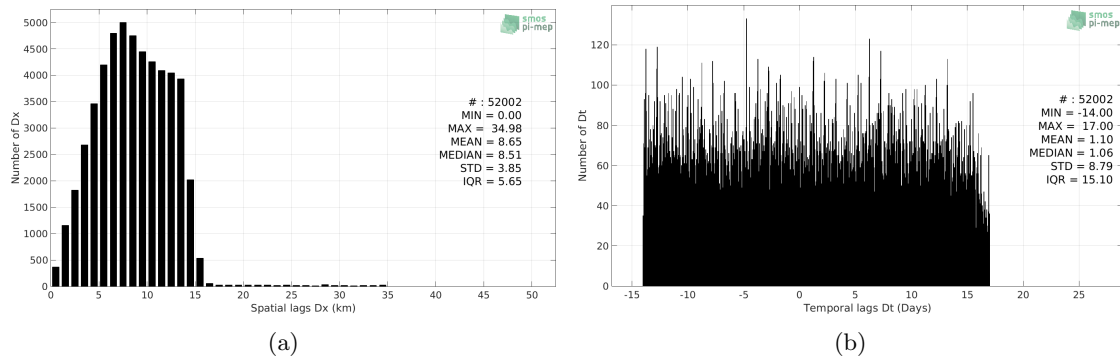 smos
pi-mep
5000
4500
4000
3500
3000
2500
2000
1500
1000
500
0
Number of Dx
# : 52002
MIN = 0.00
MAX = 34.98
MEAN = 8.65
MEDIAN = 8.51
STD = 3.85
IQR = 5.65
0 5 10 15 20 25 30 35 40 45 50
Spatial lags Dx (km)
(a)
smos
pi-mep
120
100
80
60
40
20
0
Number of Dt
# : 52002
MIN = -14.00
MAX = 17.00
MEAN = 1.10
MEDIAN = 1.06
STD = 8.79
IQR = 15.10
-15 -10 -5 0 5 10 15 20 25
Temporal lags Dt (Days)
(b)